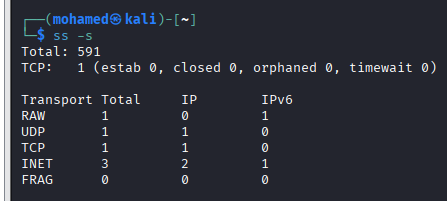 ┌──(mohamed㉿kali)-[~]
└─$ ss -s
Total: 591
TCP:   1 (estab 0, closed 0, orphaned 0, timewait 0)

Transport Total     IP        IPv6
RAW       1         0         1
UDP       1         1         0
TCP       1         1         0
INET      3         2         1
FRAG      0         0         0